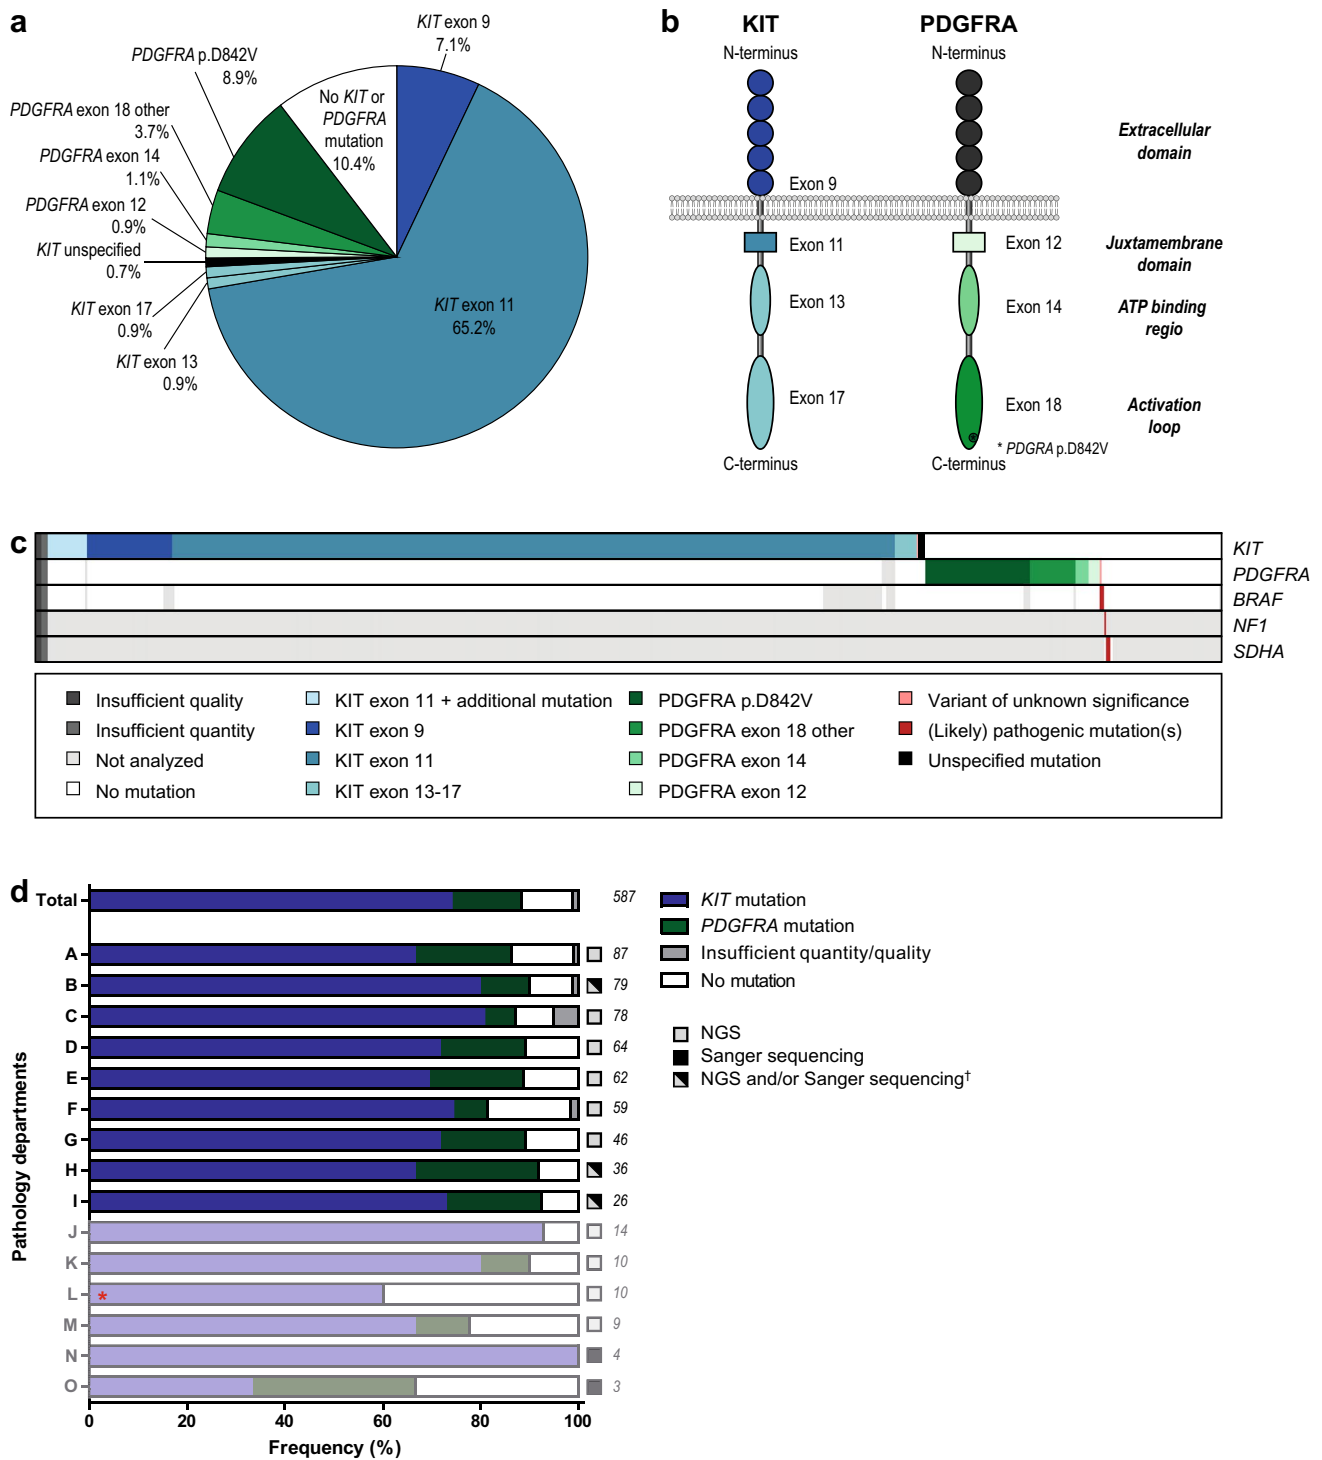 a
KIT exon 9
7.1%
PDGFRA p.D842V
8.9%
PDGFRA exon 18 other
3.7%
PDGFRA exon 14
1.1%
PDGFRA exon 12
0.9%
KIT unspecified
0.7%
KIT exon 17
0.9%
KIT exon 13
0.9%
No KIT or
PDGFRA
mutation
10.4%
KIT exon 11
65.2%
b
KIT
PDGFRA
N-terminus
N-terminus
Extracellular
domain
Exon 9
Exon 11
Exon 12
Juxtamembrane
domain
Exon 13
Exon 14
ATP binding
regio
Exon 17
Exon 18
Activation
loop
* PDGRA p.D842V
C-terminus
C-terminus
c
KIT
PDGFRA
BRAF
NF1
SDHA
Insufficient quality
Insufficient quantity
Not analyzed
No mutation
KIT exon 11 + additional mutation
KIT exon 9
KIT exon 11
KIT exon 13-17
PDGFRA p.D842V
PDGFRA exon 18 other
PDGFRA exon 14
PDGFRA exon 12
Variant of unknown significance
(Likely) pathogenic mutation(s)
Unspecified mutation
d
Total 587
A 87
B 79
C 78
D 64
E 62
F 59
G 46
H 36
I 26
J 14
K 10
L * 10
M 9
N 4
O 3
Pathology departments
0 20 40 60 80 100
Frequency (%)
KIT mutation
PDGFRA mutation
Insufficient quantity/quality
No mutation
NGS
Sanger sequencing
NGS and/or Sanger sequencing†